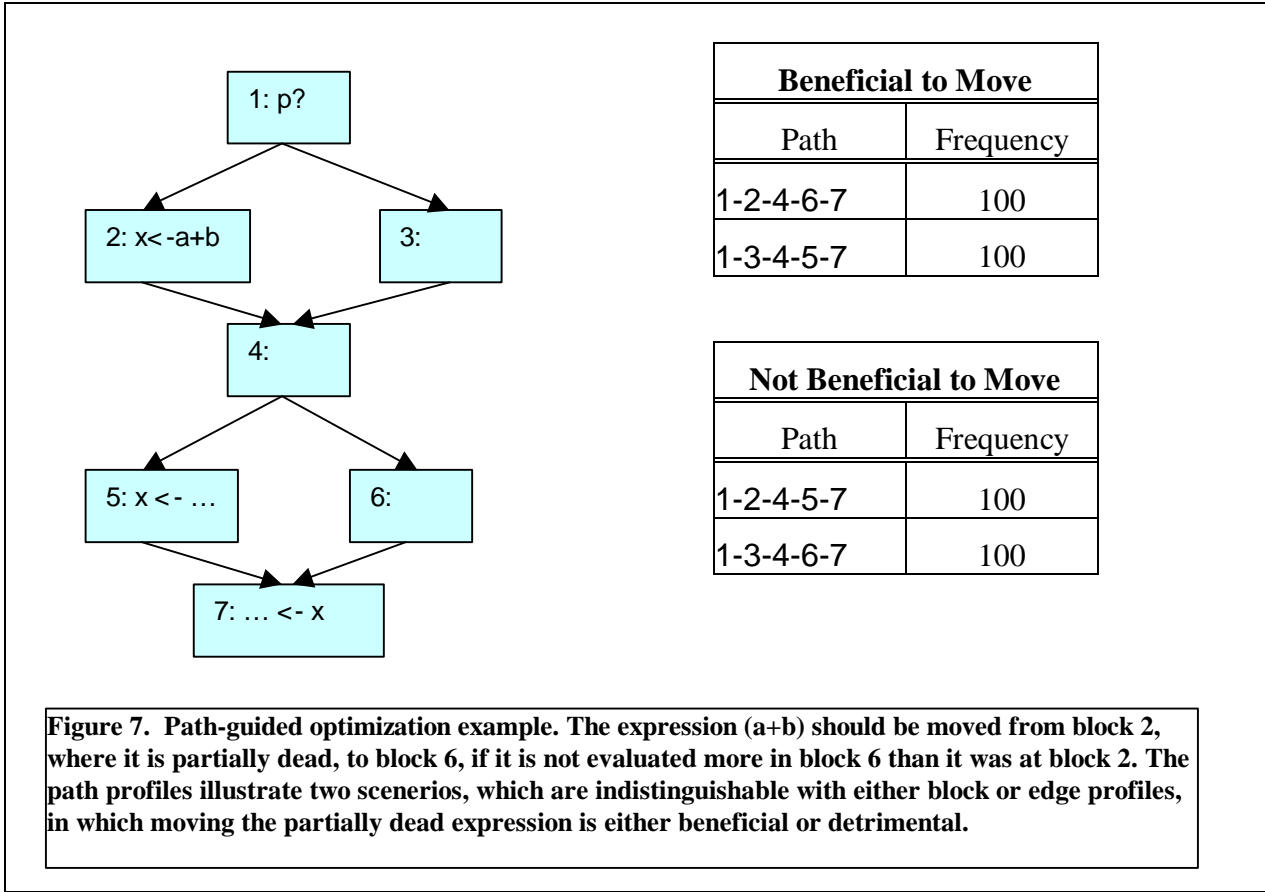 1: p?
2: x<-a+b
3:
4:
5: x <- …
6:
7: … <- x
Beneficial to Move
Path Frequency
1-2-4-6-7 100
1-3-4-5-7 100
Not Beneficial to Move
Path Frequency
1-2-4-5-7 100
1-3-4-6-7 100
Figure 7. Path-guided optimization example. The expression (a+b) should be moved from block 2,
where it is partially dead, to block 6, if it is not evaluated more in block 6 than it was at block 2. The
path profiles illustrate two scenerios, which are indistinguishable with either block or edge profiles,
in which moving the partially dead expression is either beneficial or detrimental.